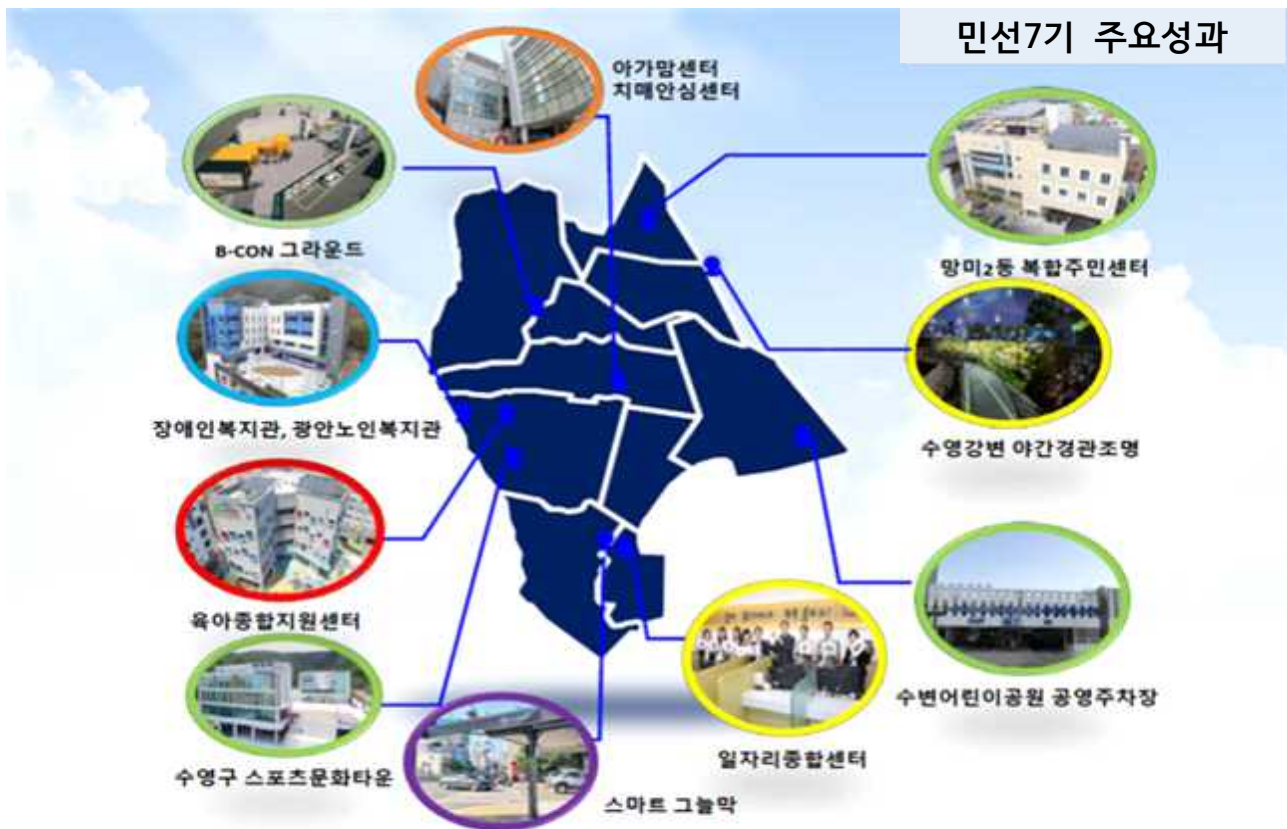 민선7기 주요성과
아가맘센터
치매안심센터
B-CON 그라운드
망미2동 복합주민센터
장애인복지관, 광안노인복지관
수영강변 야간경관조명
육아종합지원센터
수변어린이공원 공영주차장
일자리종합센터
수영구 스포츠문화타운
스마트 그늘막